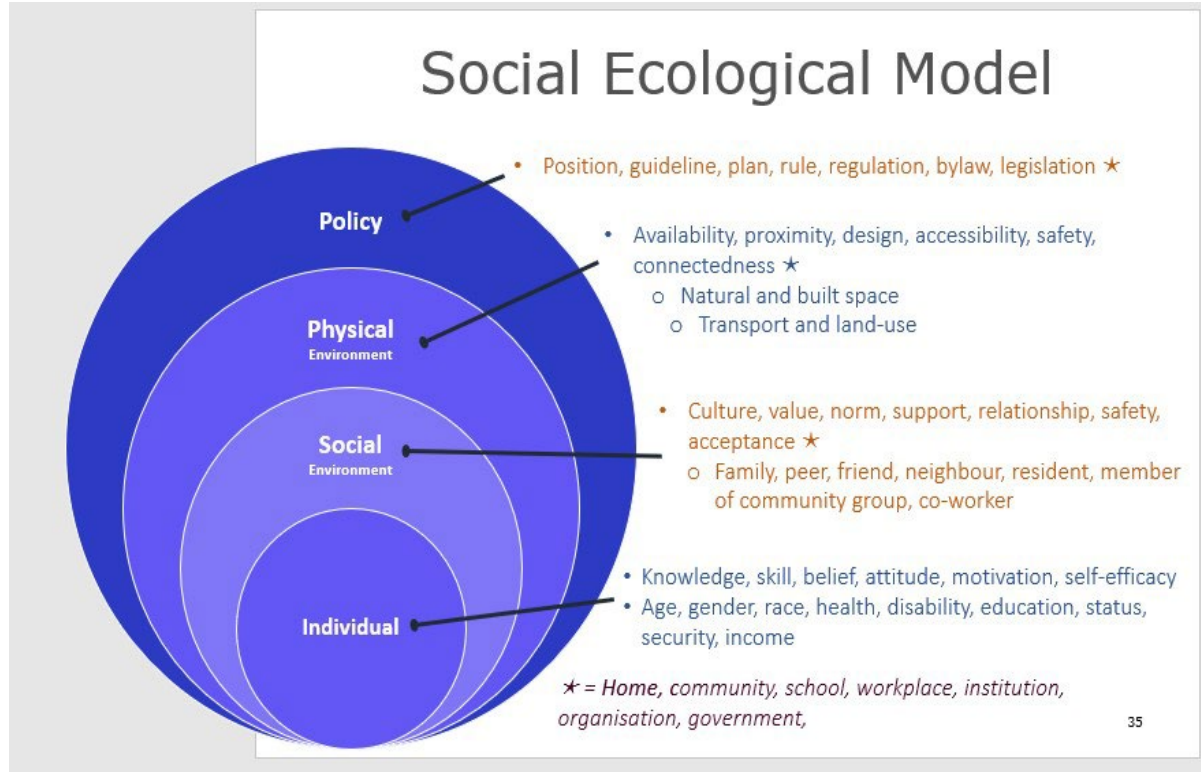 Social Ecological Model
Policy
• Position, guideline, plan, rule, regulation, bylaw, legislation ★
Physical
Environment
• Availability, proximity, design, accessibility, safety,
connectedness ★
o Natural and built space
o Transport and land-use
Social
Environment
• Culture, value, norm, support, relationship, safety,
acceptance ★
o Family, peer, friend, neighbour, resident, member
of community group, co-worker
Individual
• Knowledge, skill, belief, attitude, motivation, self-efficacy
• Age, gender, race, health, disability, education, status,
security, income
★ = Home, community, school, workplace, institution,
organisation, government,
35